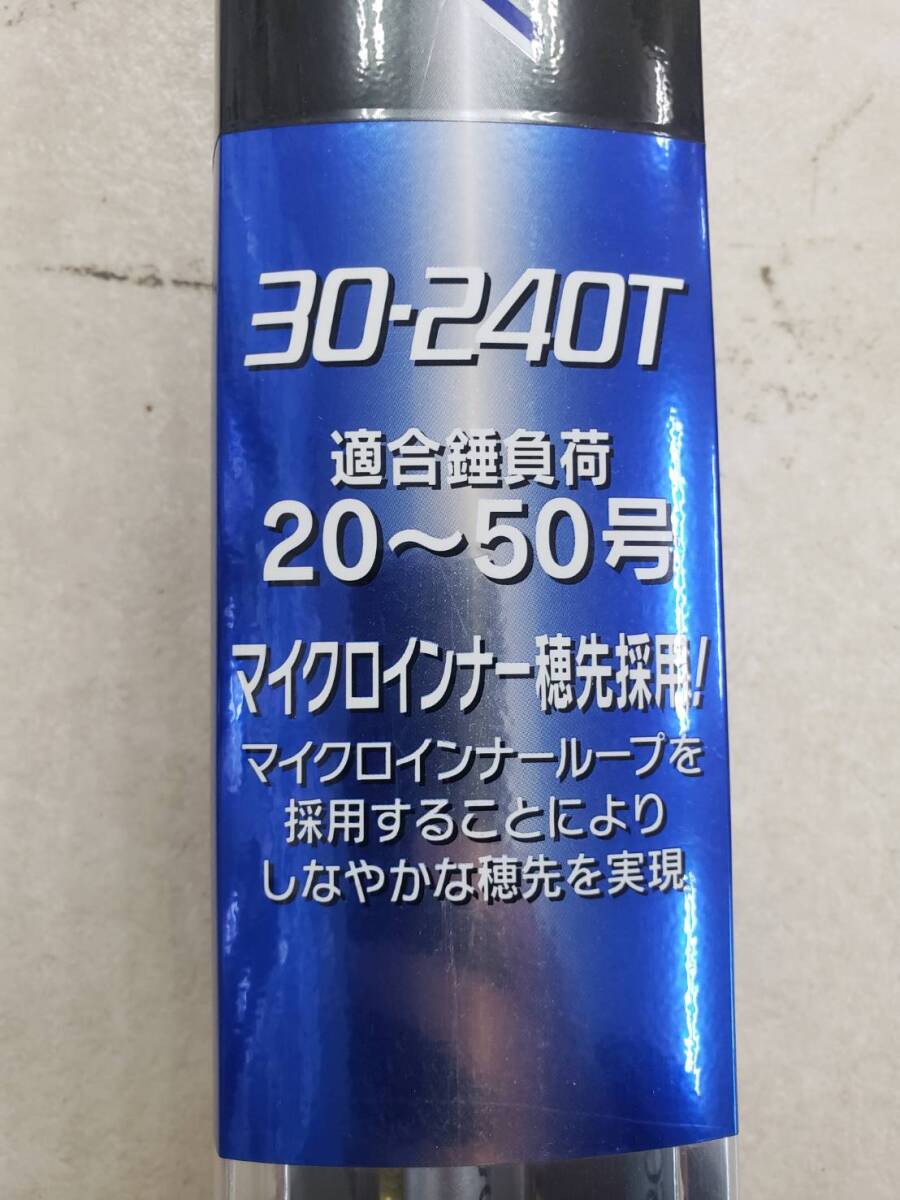 30-240T
適合錘負荷
20～50号
マイクロインナー穂先採用!
マイクロインナーループを
採用することにより
しなやかな穂先を実現